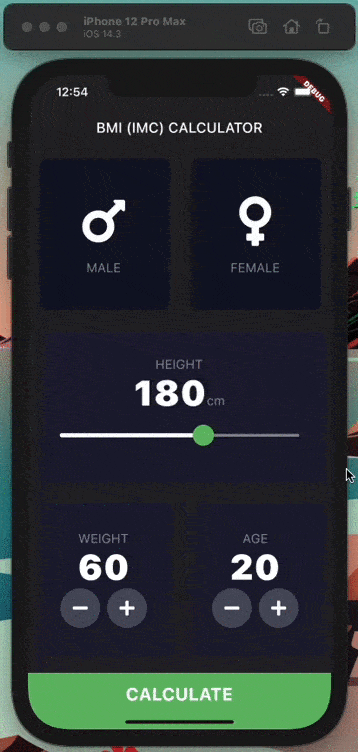 iPhone 12 Pro Max
iOS 14.3
12:54
DEBUG
BMI (IMC) CALCULATOR
MALE
FEMALE
HEIGHT
180 cm
WEIGHT
AGE
60
20
CALCULATE